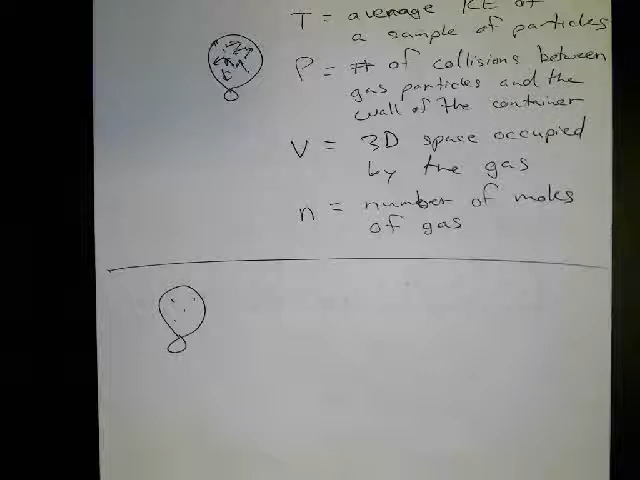 T = average KE of
a sample of particles
P = # of collisions between
gas particles and the
wall of the container
V = 3D space occupied
by the gas
n = number of moles
of gas